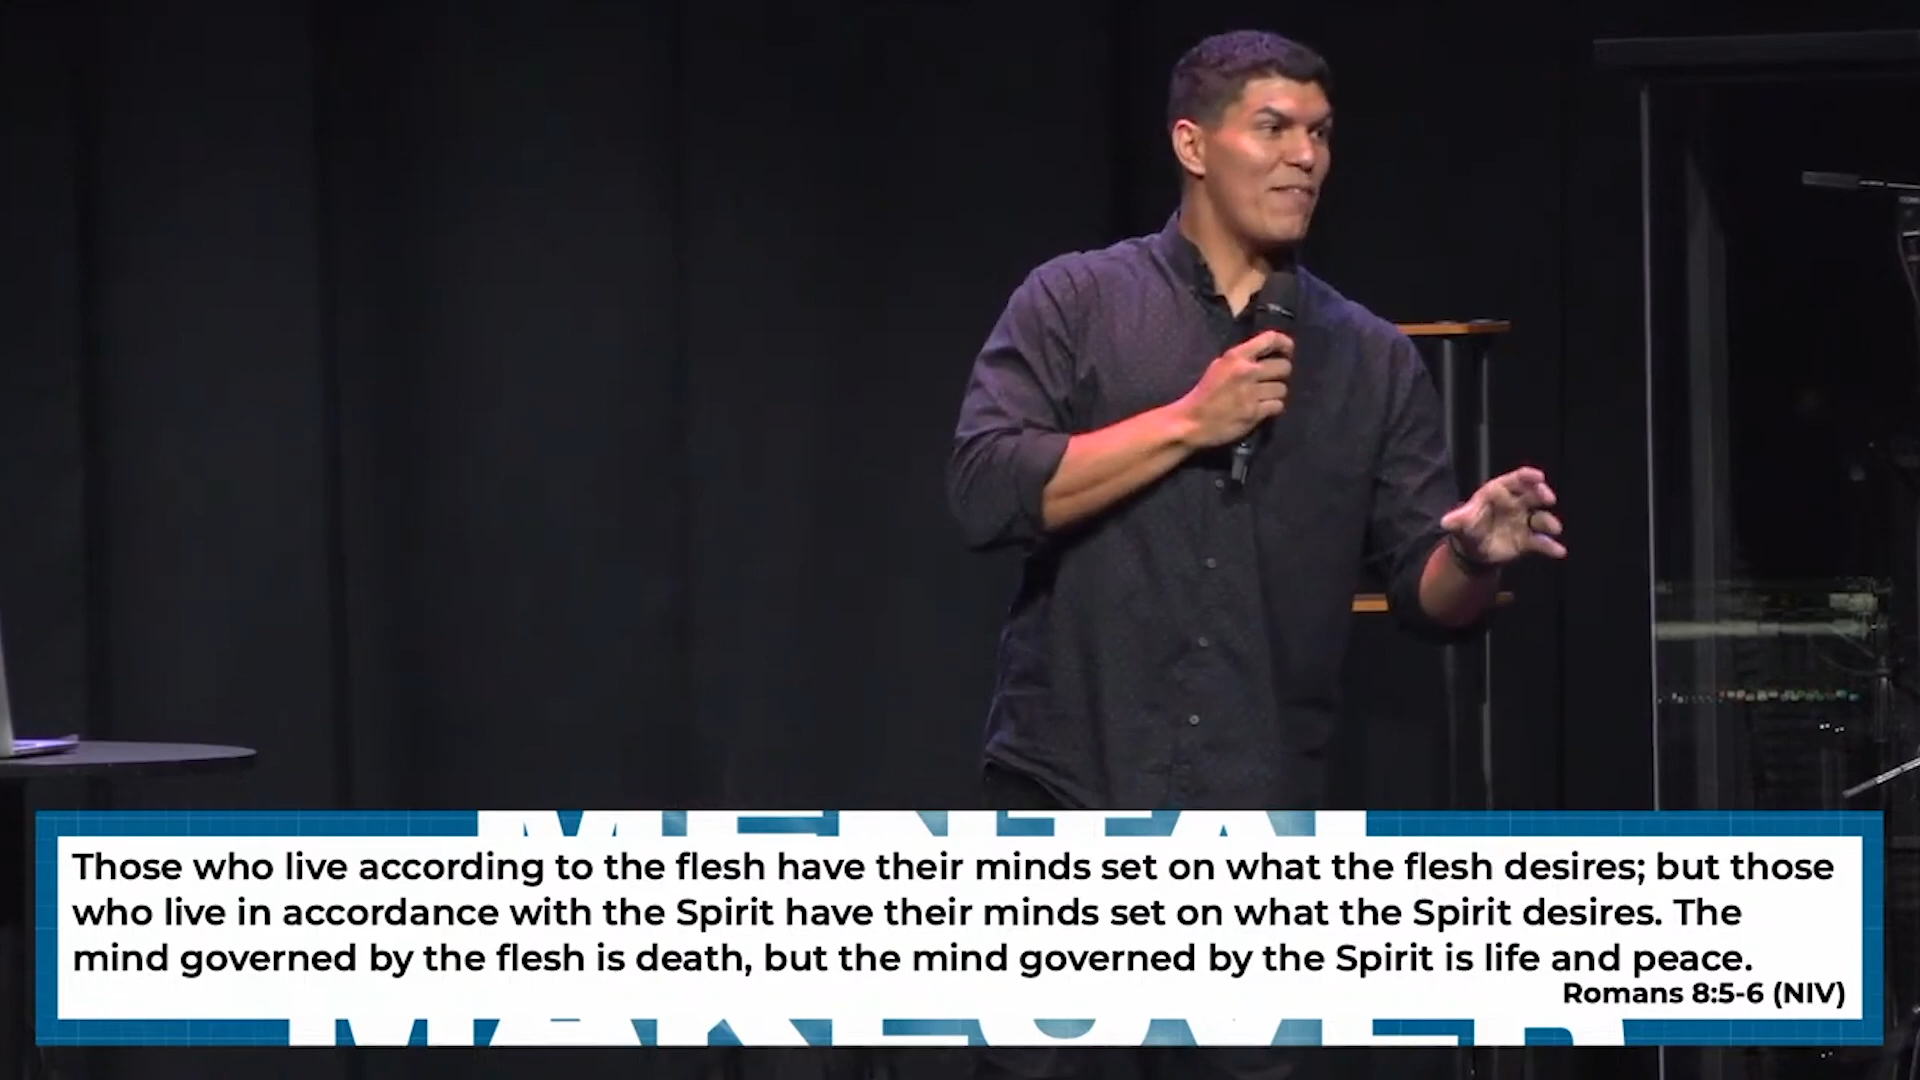 MENTAL
Those who live according to the flesh have their minds set on what the flesh desires; but those
who live in accordance with the Spirit have their minds set on what the Spirit desires. The
mind governed by the flesh is death, but the mind governed by the Spirit is life and peace.
Romans 8:5-6 (NIV)
MAKEOVER